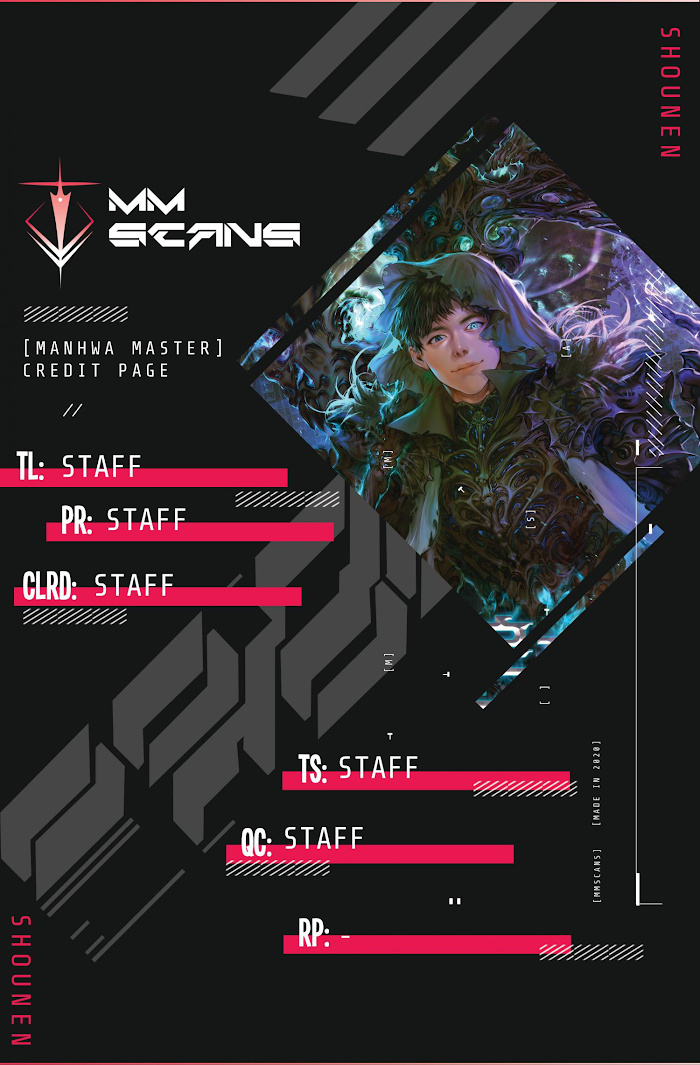 SHOUNEN
MM
SCANS
[MANHWA MASTER]
CREDIT PAGE
//
TL: STAFF
PR: STAFF
CLRD: STAFF
[M]
[S]
[M]
TS: STAFF
QC: STAFF
RP: -
[MADE IN 2020]
[MMSCANS]
SHOUNEN